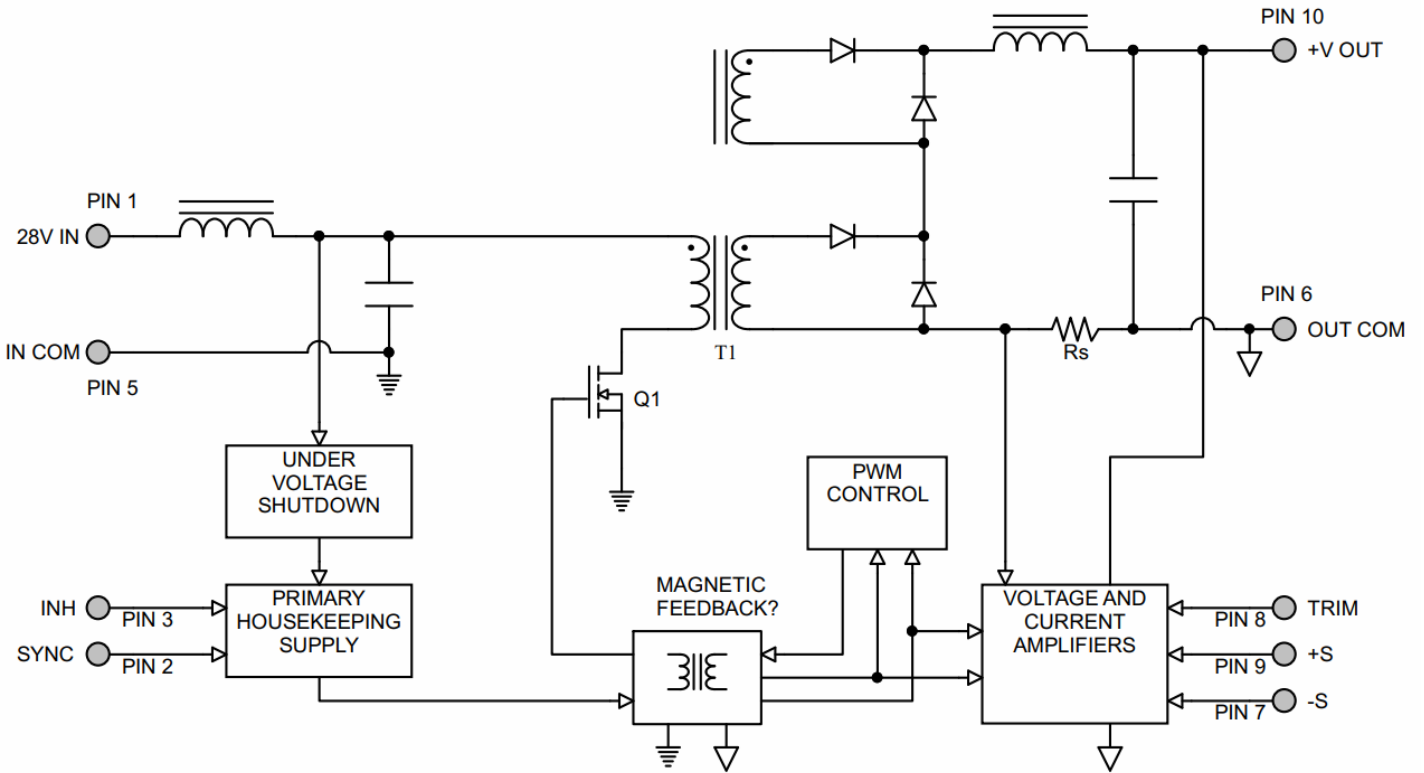 PIN 10
+V OUT
PIN 1
28V IN
PIN 6
OUT COM
Rs
T1
IN COM
PIN 5
Q1
UNDER
VOLTAGE
SHUTDOWN
PWM
CONTROL
MAGNETIC
FEEDBACK?
INH
PIN 3
SYNC
PIN 2
PRIMARY
HOUSEKEEPING
SUPPLY
VOLTAGE AND
CURRENT
AMPLIFIERS
TRIM
PIN 8
+S
PIN 9
-S
PIN 7